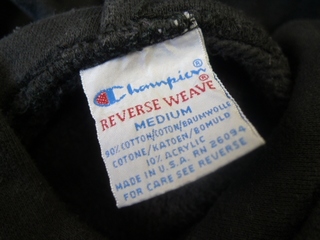 Champion®
REVERSE WEAVE®
MEDIUM
90% COTTON/COTON/BAUMWOLLE
COTONE/KATOEN/BOMULD
10% ACRYLIC
MADE IN U.S.A. RN 26094
FOR CARE SEE REVERSE